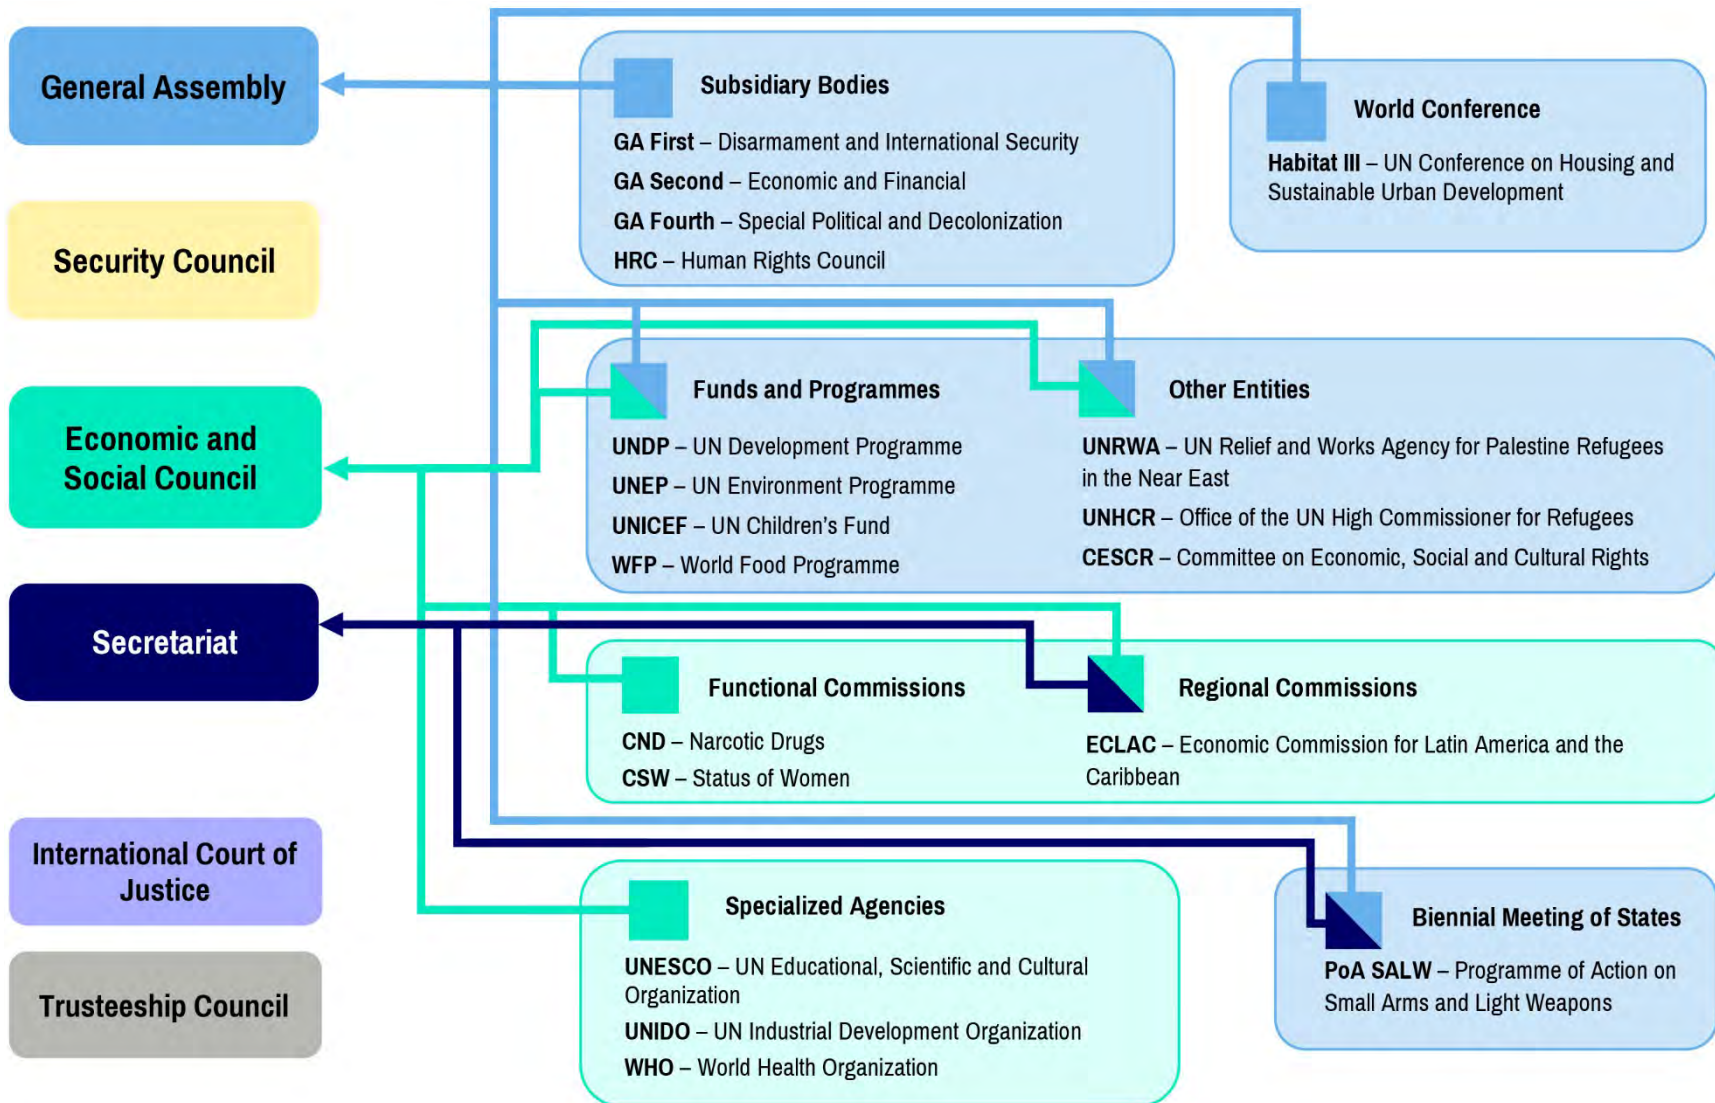 General Assembly
Security Council
Economic and
Social Council
Secretariat
International Court of
Justice
Trusteeship Council
Subsidiary Bodies
GA First – Disarmament and International Security
GA Second – Economic and Financial
GA Fourth – Special Political and Decolonization
HRC – Human Rights Council
World Conference
Habitat III – UN Conference on Housing and
Sustainable Urban Development
Funds and Programmes
UNDP – UN Development Programme
UNEP – UN Environment Programme
UNICEF – UN Children’s Fund
WFP – World Food Programme
Other Entities
UNRWA – UN Relief and Works Agency for Palestine Refugees
in the Near East
UNHCR – Office of the UN High Commissioner for Refugees
CESCR – Committee on Economic, Social and Cultural Rights
Functional Commissions
CND – Narcotic Drugs
CSW – Status of Women
Regional Commissions
ECLAC – Economic Commission for Latin America and the
Caribbean
Specialized Agencies
UNESCO – UN Educational, Scientific and Cultural
Organization
UNIDO – UN Industrial Development Organization
WHO – World Health Organization
Biennial Meeting of States
PoA SALW – Programme of Action on
Small Arms and Light Weapons